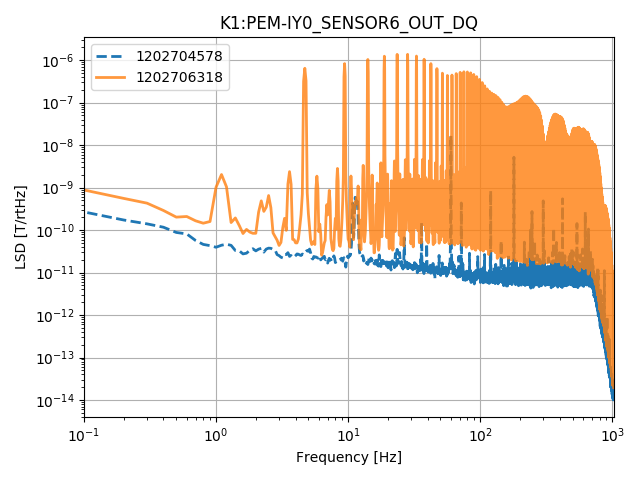 K1:PEM-IY0_SENSOR6_OUT_DQ
1202704578
1202706318
LSD [T/rtHz]
10⁻⁶
10⁻⁷
10⁻⁸
10⁻⁹
10⁻¹⁰
10⁻¹¹
10⁻¹²
10⁻¹³
10⁻¹⁴
10⁻¹ 10⁰ 10¹ 10² 10³
Frequency [Hz]